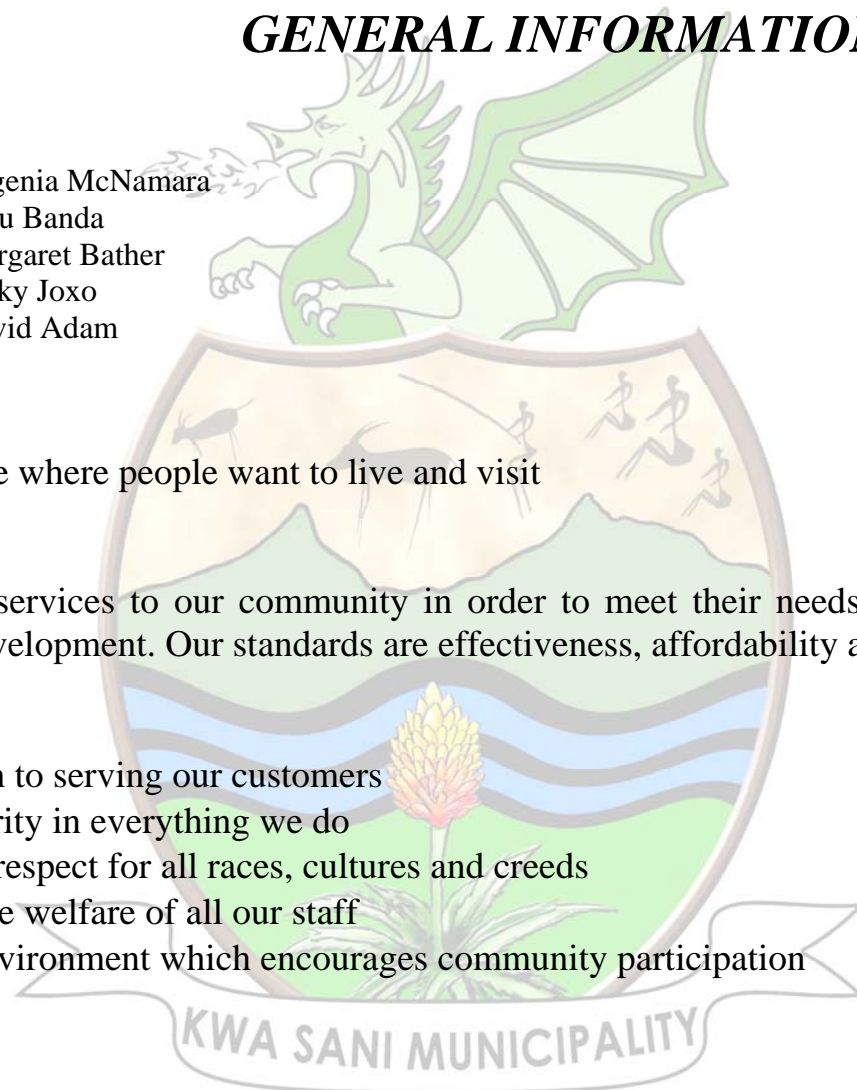 GENERAL INFORMATION
genia McNamara
u Banda
rgaret Bather
ky Joxo
vid Adam
e where people want to live and visit
services to our community in order to meet their needs
velopment. Our standards are effectiveness, affordability a
n to serving our customers
rity in everything we do
respect for all races, cultures and creeds
e welfare of all our staff
vironment which encourages community participation
KWA SANI MUNICIPALITY